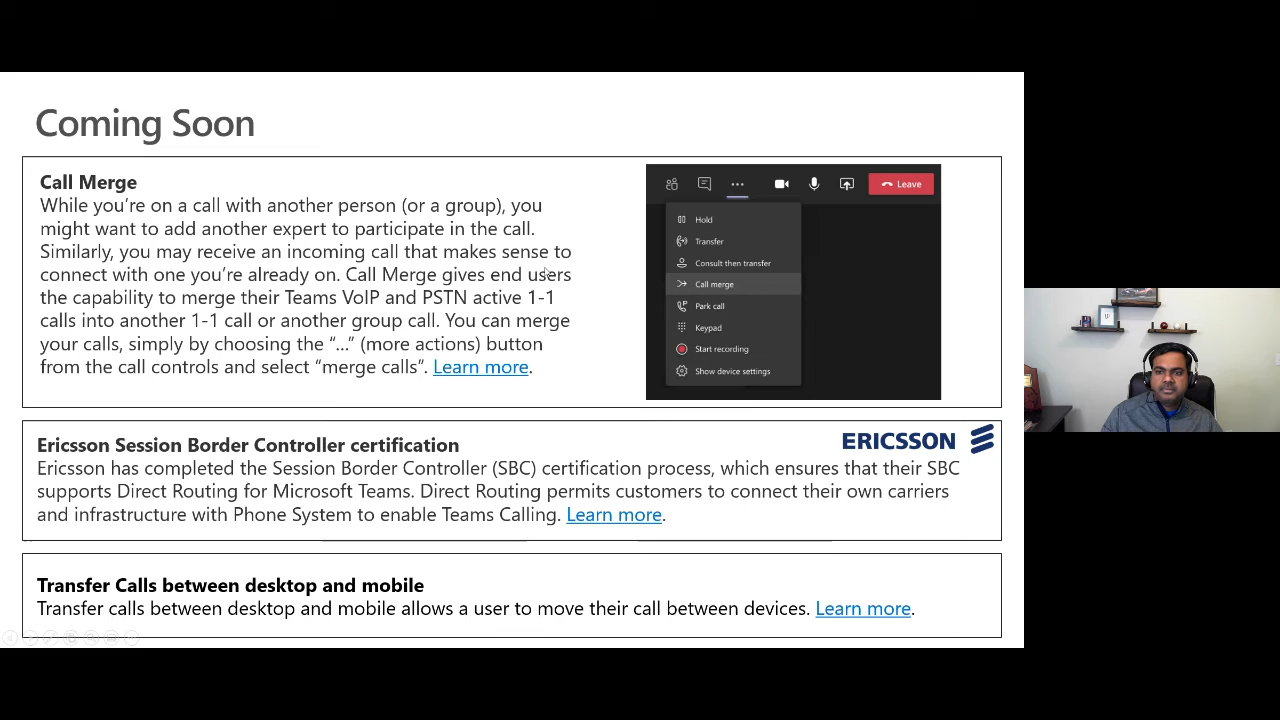 Coming Soon
Call Merge
While you’re on a call with another person (or a group), you
might want to add another expert to participate in the call.
Similarly, you may receive an incoming call that makes sense to
connect with one you’re already on. Call Merge gives end users
the capability to merge their Teams VoIP and PSTN active 1-1
calls into another 1-1 call or another group call. You can merge
your calls, simply by choosing the “…” (more actions) button
from the call controls and select “merge calls”. Learn more.
Leave
Hold
Transfer
Consult then transfer
Call merge
Park call
Keypad
Start recording
Show device settings
Ericsson Session Border Controller certification
ERICSSON
Ericsson has completed the Session Border Controller (SBC) certification process, which ensures that their SBC
supports Direct Routing for Microsoft Teams. Direct Routing permits customers to connect their own carriers
and infrastructure with Phone System to enable Teams Calling. Learn more.
Transfer Calls between desktop and mobile
Transfer calls between desktop and mobile allows a user to move their call between devices. Learn more.